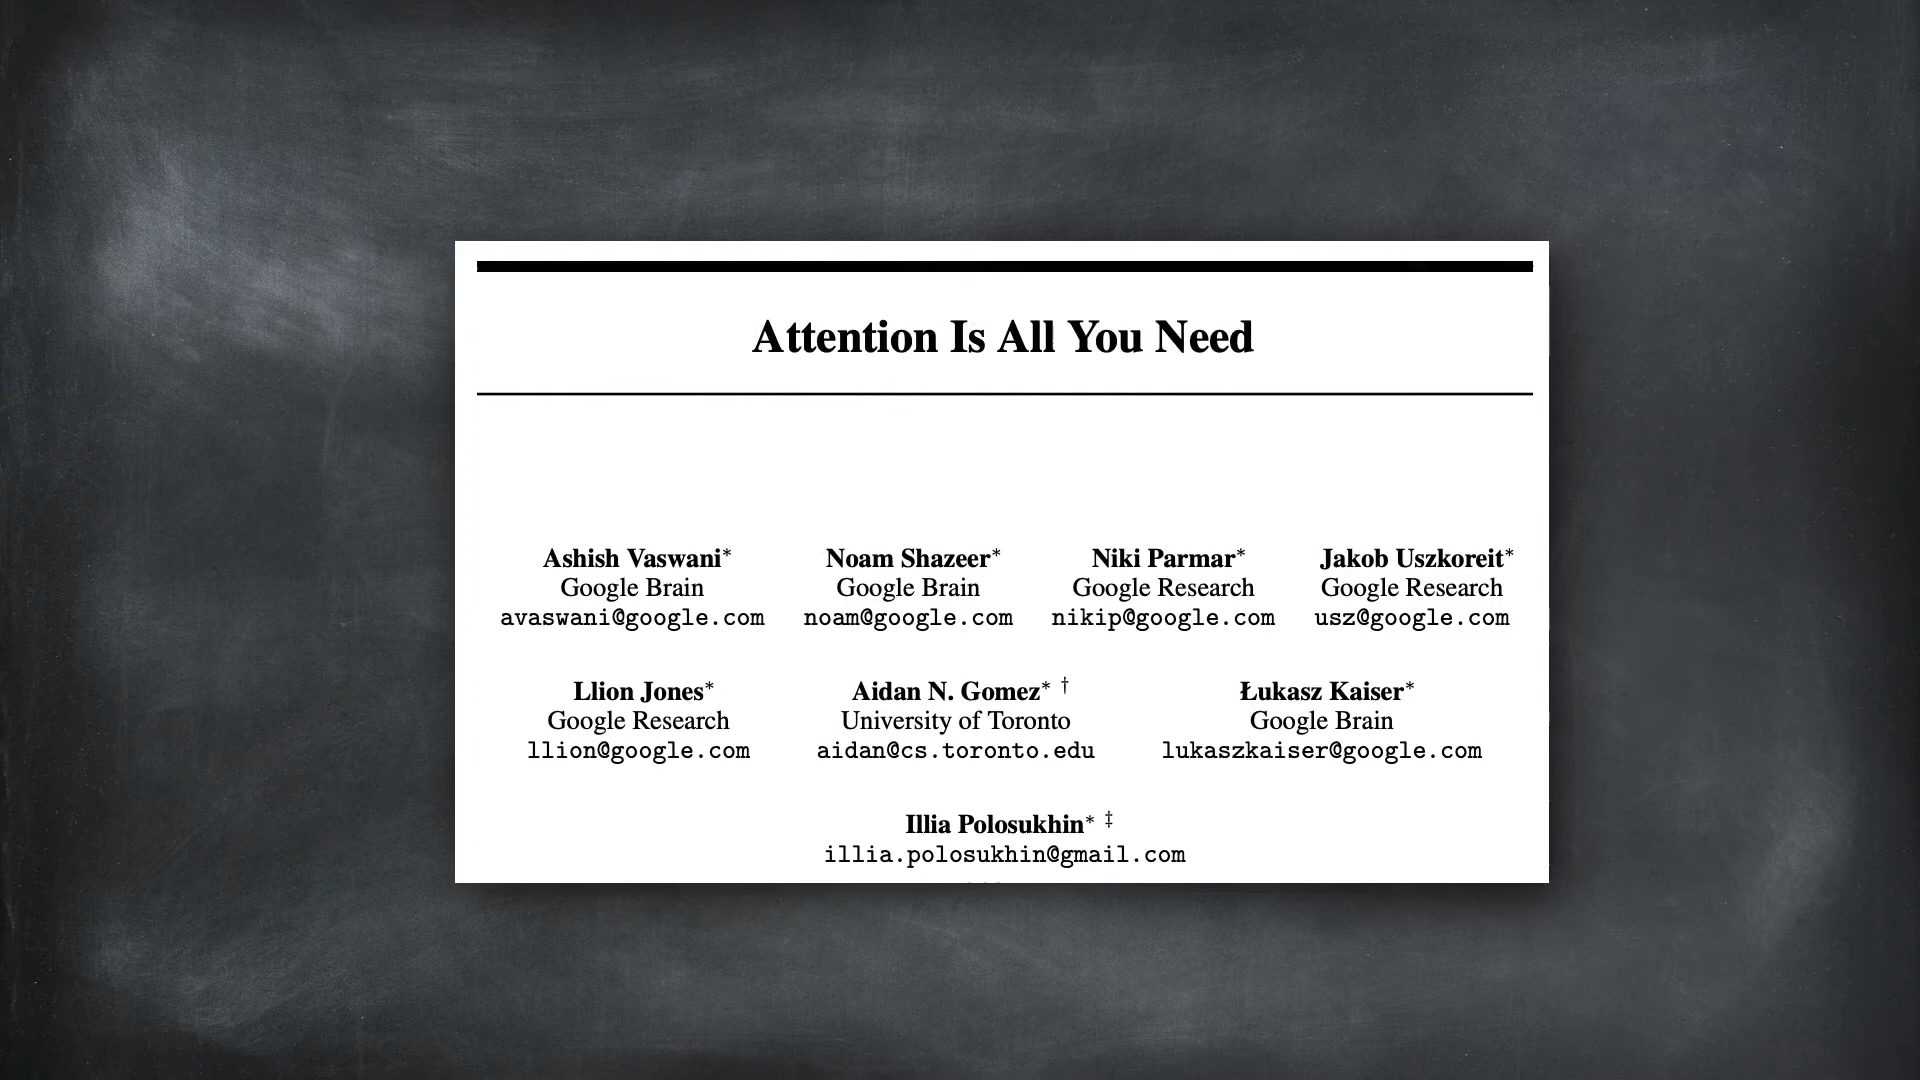 Attention Is All You Need
Ashish Vaswani* Noam Shazeer* Niki Parmar* Jakob Uszkoreit*
Google Brain Google Brain Google Research Google Research
avaswani@google.com noam@google.com nikip@google.com usz@google.com
Llion Jones* Aidan N. Gomez* † Łukasz Kaiser*
Google Research University of Toronto Google Brain
llion@google.com aidan@cs.toronto.edu lukaszkaiser@google.com
Illia Polosukhin* ‡
illia.polosukhin@gmail.com